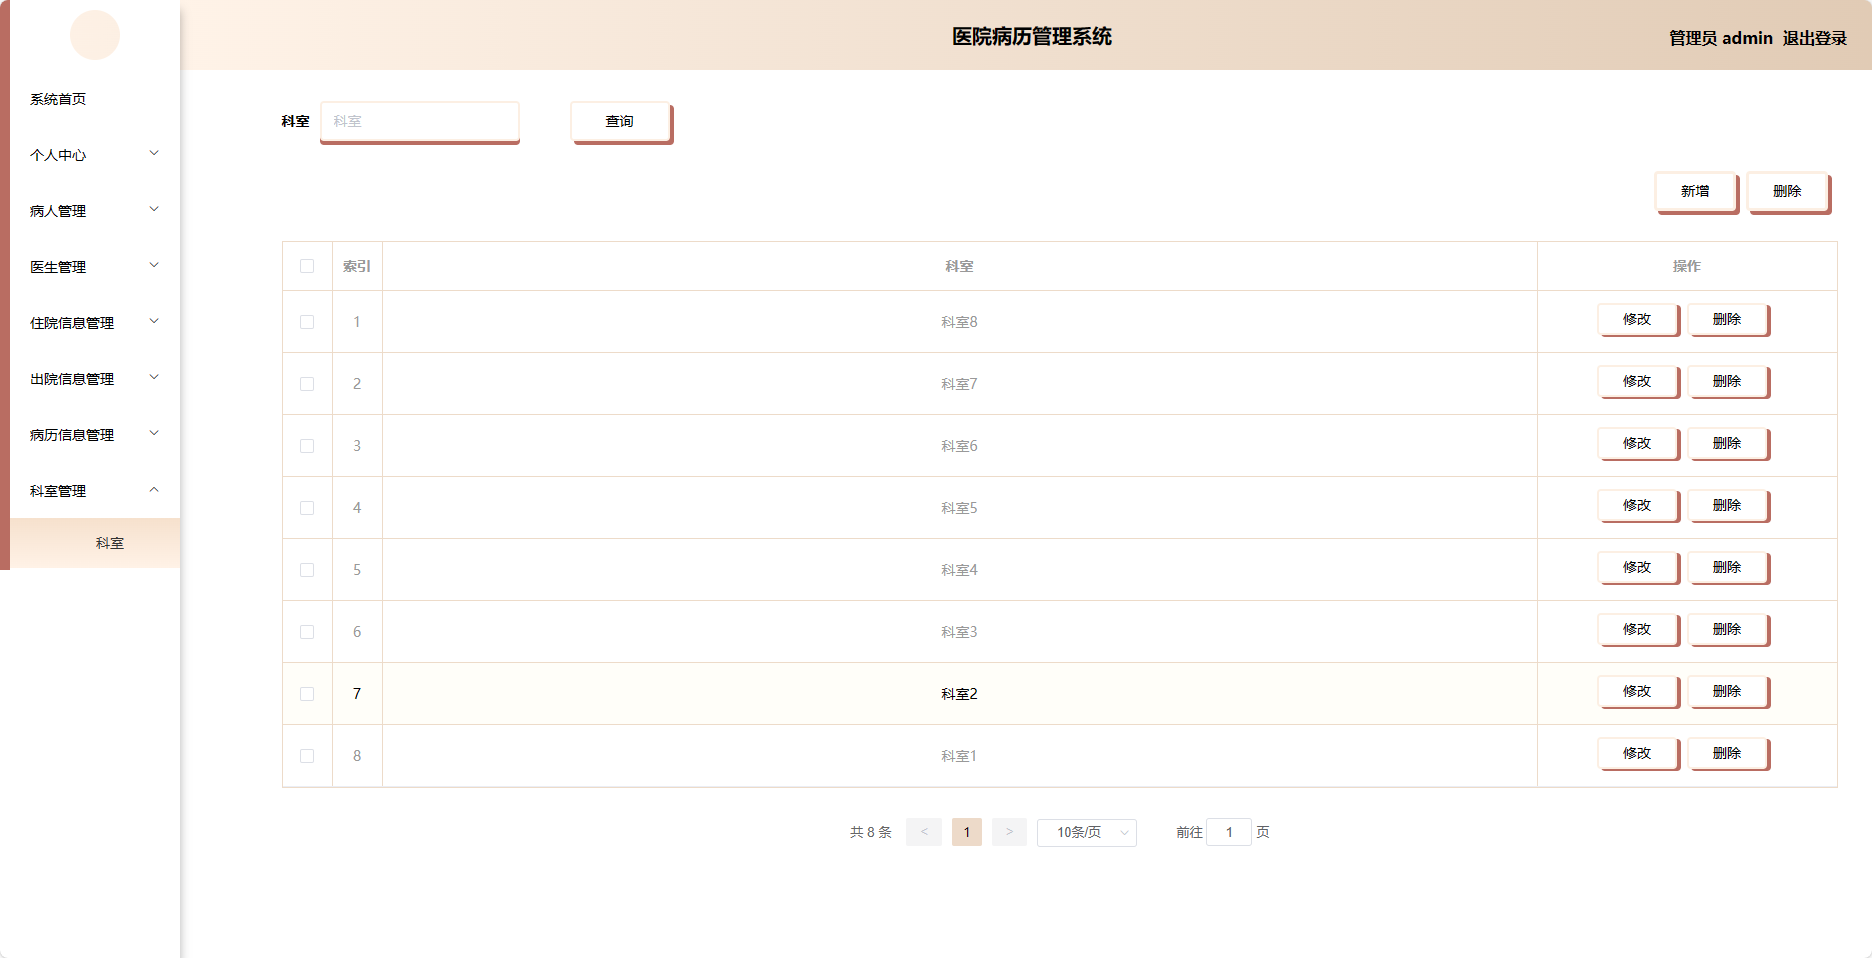 医院病历管理系统
管理员 admin 退出登录
系统首页
个人中心
病人管理
医生管理
住院信息管理
出院信息管理
病历信息管理
科室管理
科室
科室 科室 查询
新增 删除
索引 科室 操作
1 科室8 修改 删除
2 科室7 修改 删除
3 科室6 修改 删除
4 科室5 修改 删除
5 科室4 修改 删除
6 科室3 修改 删除
7 科室2 修改 删除
8 科室1 修改 删除
共 8 条 < 1 > 10条/页 前往 1 页